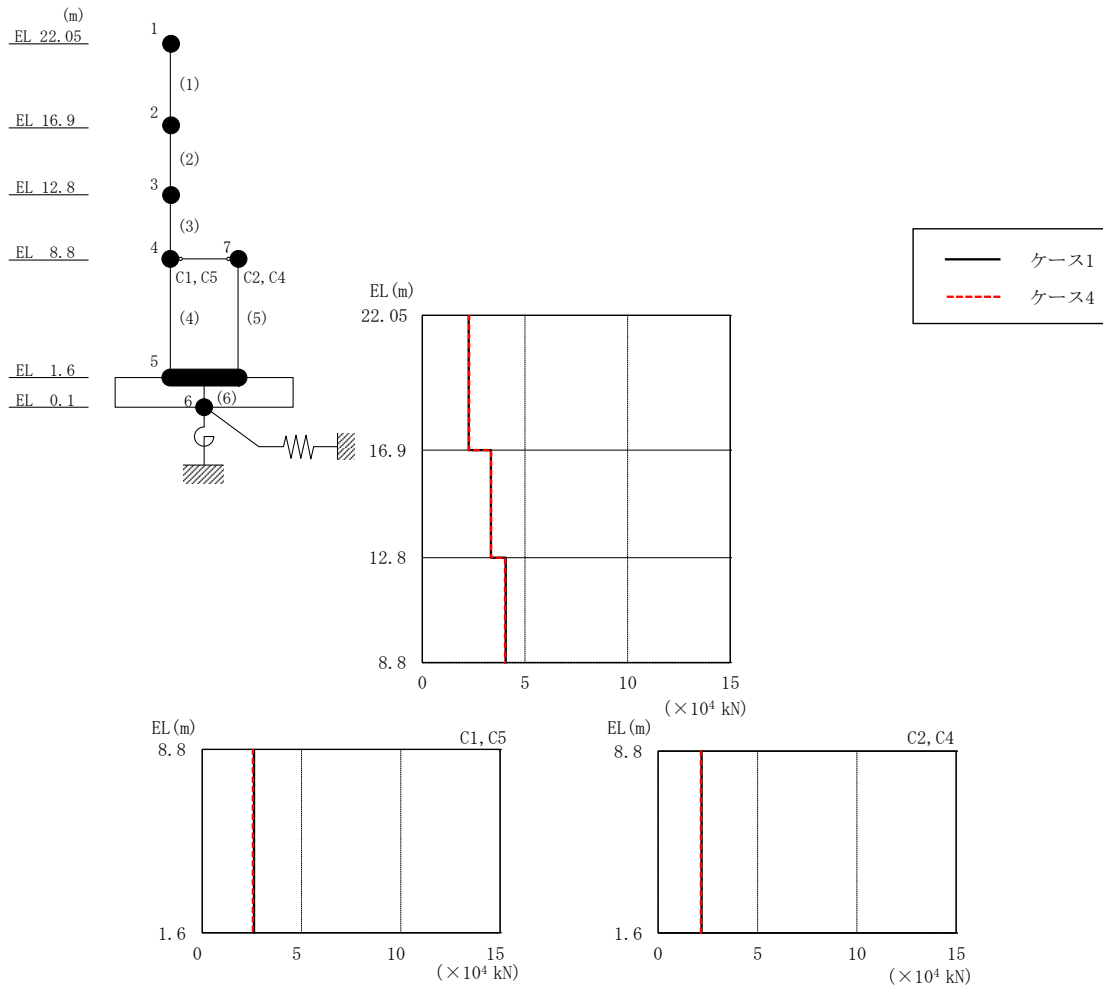 (m)
EL 22.05
EL 16.9
EL 12.8
EL 8.8
EL 1.6
EL 0.1
1
(1)
2
(2)
3
(3)
4
7
C1, C5
C2, C4
(4)
(5)
5
6
(6)
ケース1
ケース4
EL(m)
22.05
16.9
12.8
8.8
0 5 10 15
(×10⁴ kN)
EL(m)
C1, C5
8.8
1.6
0 5 10 15
(×10⁴ kN)
EL(m)
C2, C4
8.8
1.6
0 5 10 15
(×10⁴ kN)